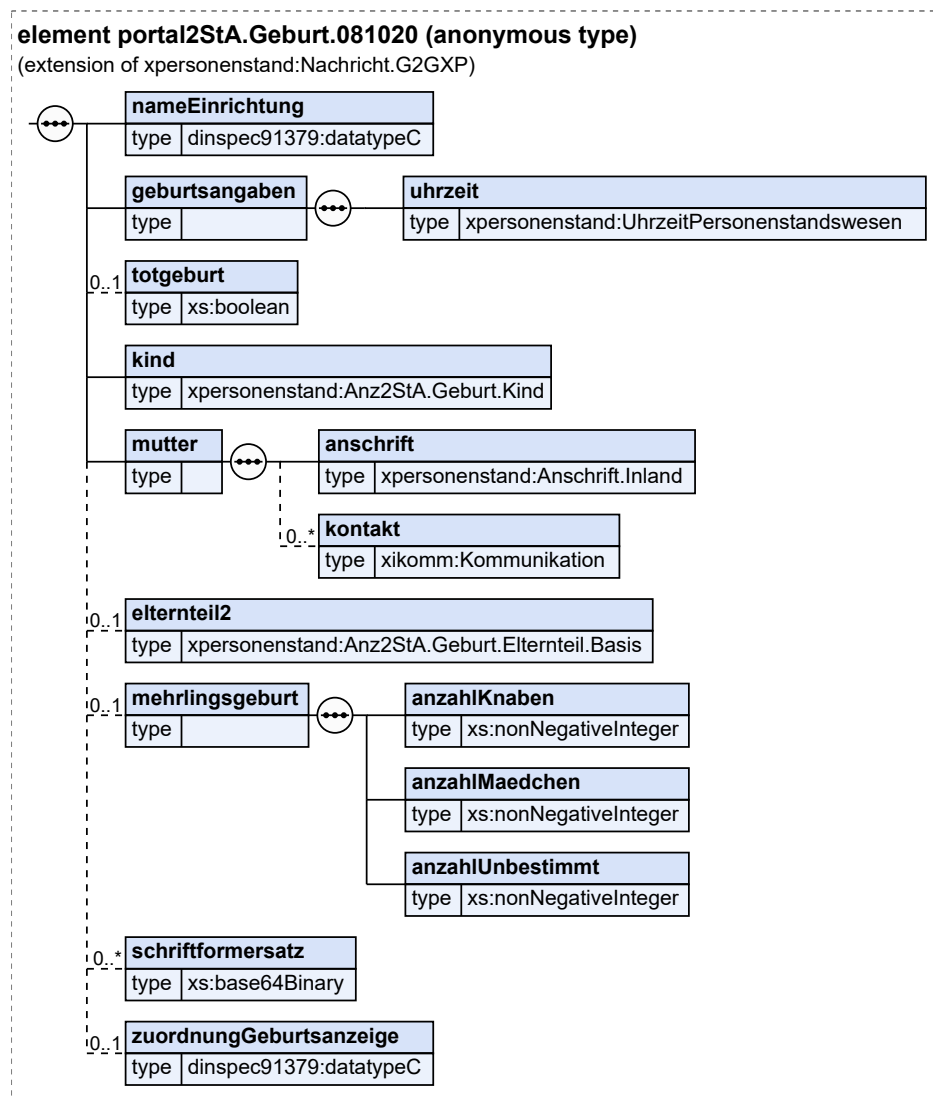 element portal2StA.Geburt.081020 (anonymous type)
(extension of xpersonenstand:Nachricht.G2GXP)
nameEinrichtung
type dinspec91379:datatypeC
geburtsangaben
type
uhrzeit
type xpersonenstand:UhrzeitPersonenstandswesen
0..1 totgeburt
type xs:boolean
kind
type xpersonenstand:Anz2StA.Geburt.Kind
mutter
type
anschrift
type xpersonenstand:Anschrift.Inland
0..* kontakt
type xikomm:Kommunikation
0..1 elternteil2
type xpersonenstand:Anz2StA.Geburt.Elternteil.Basis
0..1 mehrlingsgeburt
type
anzahlKnaben
type xs:nonNegativeInteger
anzahlMaedchen
type xs:nonNegativeInteger
anzahlUnbestimmt
type xs:nonNegativeInteger
0..* schriftformersatz
type xs:base64Binary
0..1 zuordnungGeburtsanzeige
type dinspec91379:datatypeC